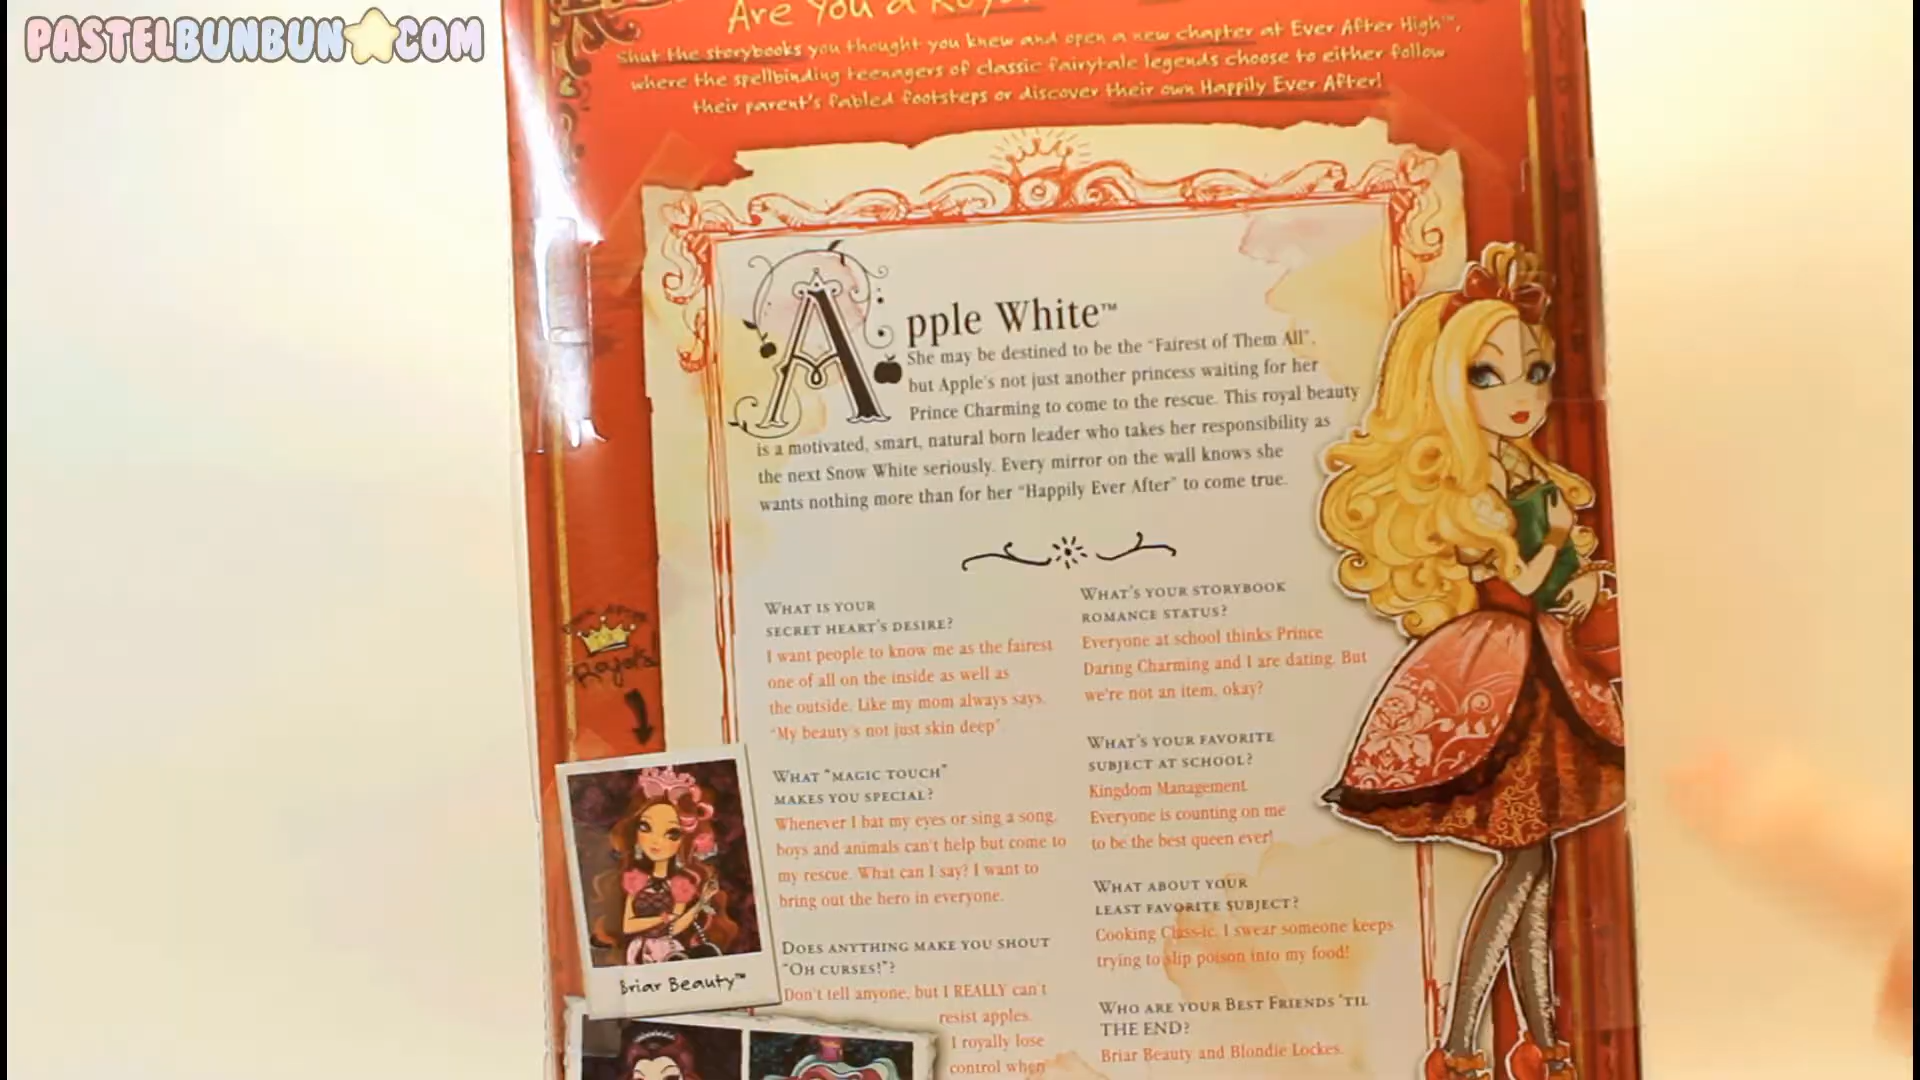 PASTELBUNBUN COM
Are You a
Shut the storybooks you thought you knew and open a new chapter at Ever After High™,
where the spellbinding teenagers of classic fairytale legends choose to either follow
their parent's fabled footsteps or discover their own Happily Ever After!
Apple White™
She may be destined to be the "Fairest of Them All",
but Apple's not just another princess waiting for her
Prince Charming to come to the rescue. This royal beauty
is a motivated, smart, natural born leader who takes her responsibility as
the next Snow White seriously. Every mirror on the wall knows she
wants nothing more than for her "Happily Ever After" to come true.
WHAT IS YOUR
SECRET HEART'S DESIRE?
I want people to know me as the fairest
one of all on the inside as well as
the outside. Like my mom always says,
"My beauty's not just skin deep"
WHAT "MAGIC TOUCH"
MAKES YOU SPECIAL?
Whenever I bat my eyes or sing a song,
boys and animals can't help but come to
my rescue. What can I say? I want to
bring out the hero in everyone.
DOES ANYTHING MAKE YOU SHOUT
"OH CURSES!"?
Don't tell anyone, but I REALLY can't
resist apples.
I royally lose
control when
WHAT'S YOUR STORYBOOK
ROMANCE STATUS?
Everyone at school thinks Prince
Daring Charming and I are dating. But
we're not an item, okay?
WHAT'S YOUR FAVORITE
SUBJECT AT SCHOOL?
Kingdom Management.
Everyone is counting on me
to be the best queen ever!
WHAT ABOUT YOUR
LEAST FAVORITE SUBJECT?
Cooking Class-ic. I swear someone keeps
trying to slip poison into my food!
WHO ARE YOUR BEST FRIENDS 'TIL
THE END?
Briar Beauty and Blondie Lockes.
Royals
Briar Beauty™